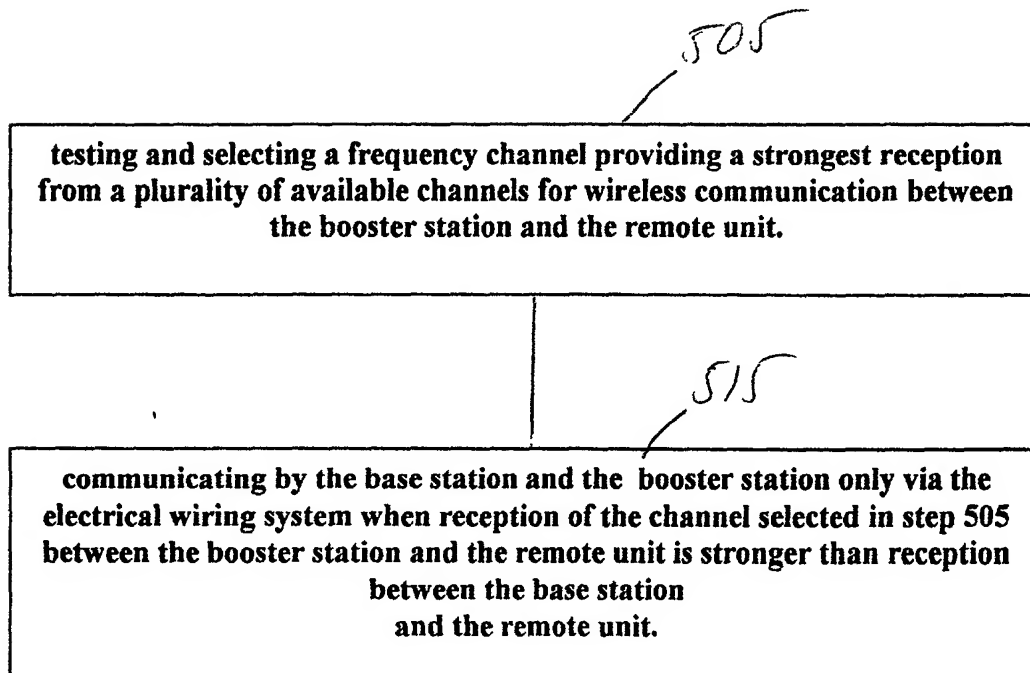 505
testing and selecting a frequency channel providing a strongest reception
from a plurality of available channels for wireless communication between
the booster station and the remote unit.
515
communicating by the base station and the booster station only via the
electrical wiring system when reception of the channel selected in step 505
between the booster station and the remote unit is stronger than reception
between the base station
and the remote unit.